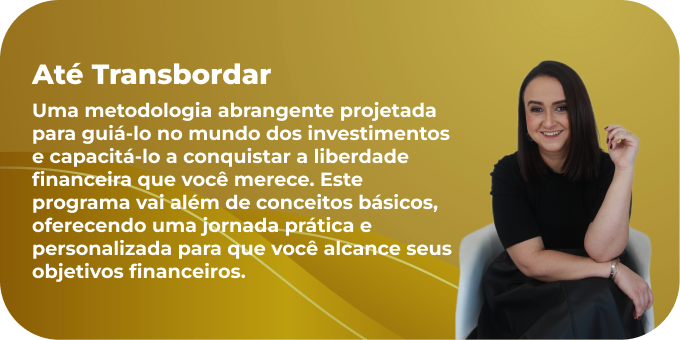 Até Transbordar
Uma metodologia abrangente projetada
para guiá-lo no mundo dos investimentos
e capacitá-lo a conquistar a liberdade
financeira que você merece. Este
programa vai além de conceitos básicos,
oferecendo uma jornada prática e
personalizada para que você alcance seus
objetivos financeiros.